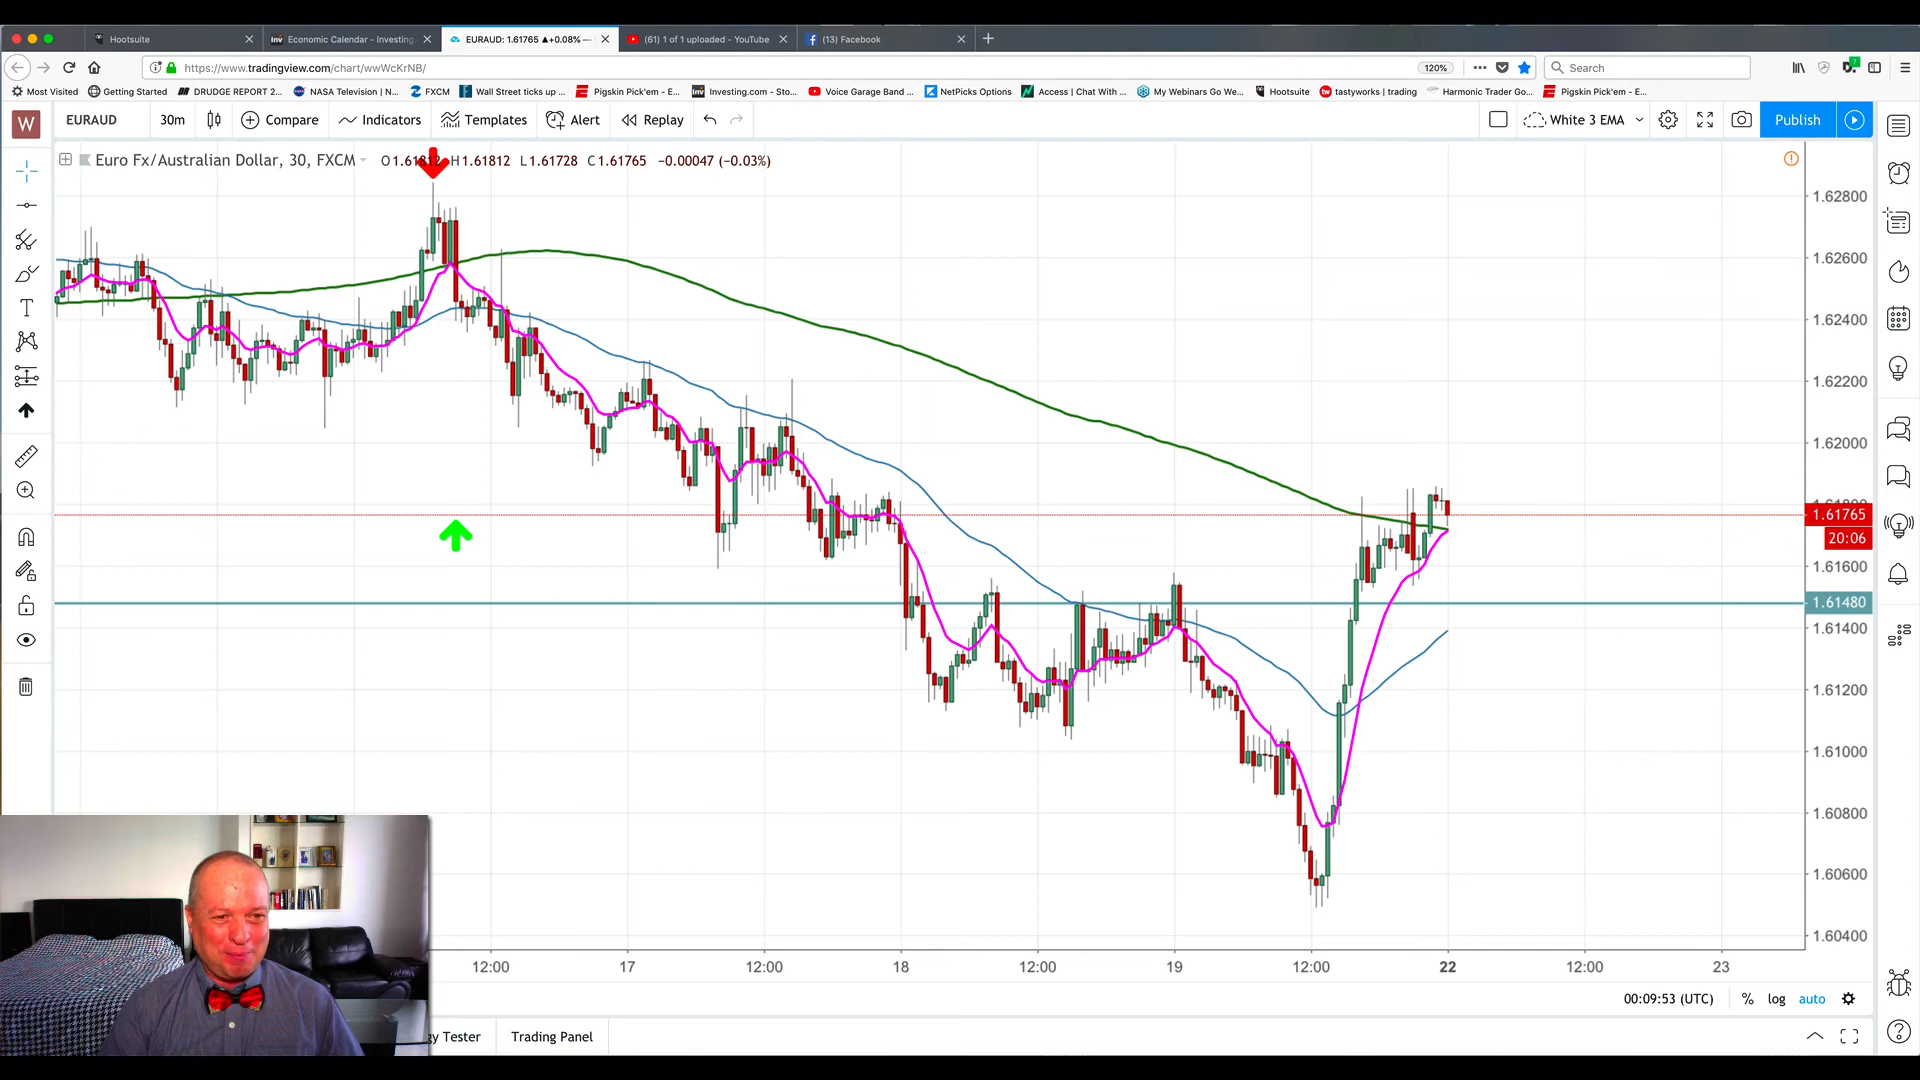 Hootsuite
Economic Calendar - Investing.
EURAUD: 1.61765 ▲+0.08% —
(61) 1 of 1 uploaded - YouTube
(13) Facebook
https://www.tradingview.com/chart/wwWcKrNB/
120%
Search
Most Visited
Getting Started
DRUDGE REPORT 2...
NASA Television | N...
FXCM
Wall Street ticks up ...
Pigskin Pick'em - E...
Investing.com - Sto...
Voice Garage Band ...
NetPicks Options
Access | Chat With ...
My Webinars Go We...
Hootsuite
tastyworks | trading
Harmonic Trader Go...
Pigskin Pick'em - E...
W
EURAUD
30m
Compare
Indicators
Templates
Alert
Replay
White 3 EMA
Publish
Euro Fx/Australian Dollar, 30, FXCM
O1.61812 H1.61812 L1.61728 C1.61765 −0.00047 (−0.03%)
1.62800
1.62600
1.62400
1.62200
1.62000
1.61800
1.61765
20:06
1.61600
1.61480
1.61400
1.61200
1.61000
1.60800
1.60600
1.60400
12:00
17
12:00
18
12:00
19
12:00
22
12:00
23
00:09:53 (UTC)
%
log
auto
gy Tester
Trading Panel